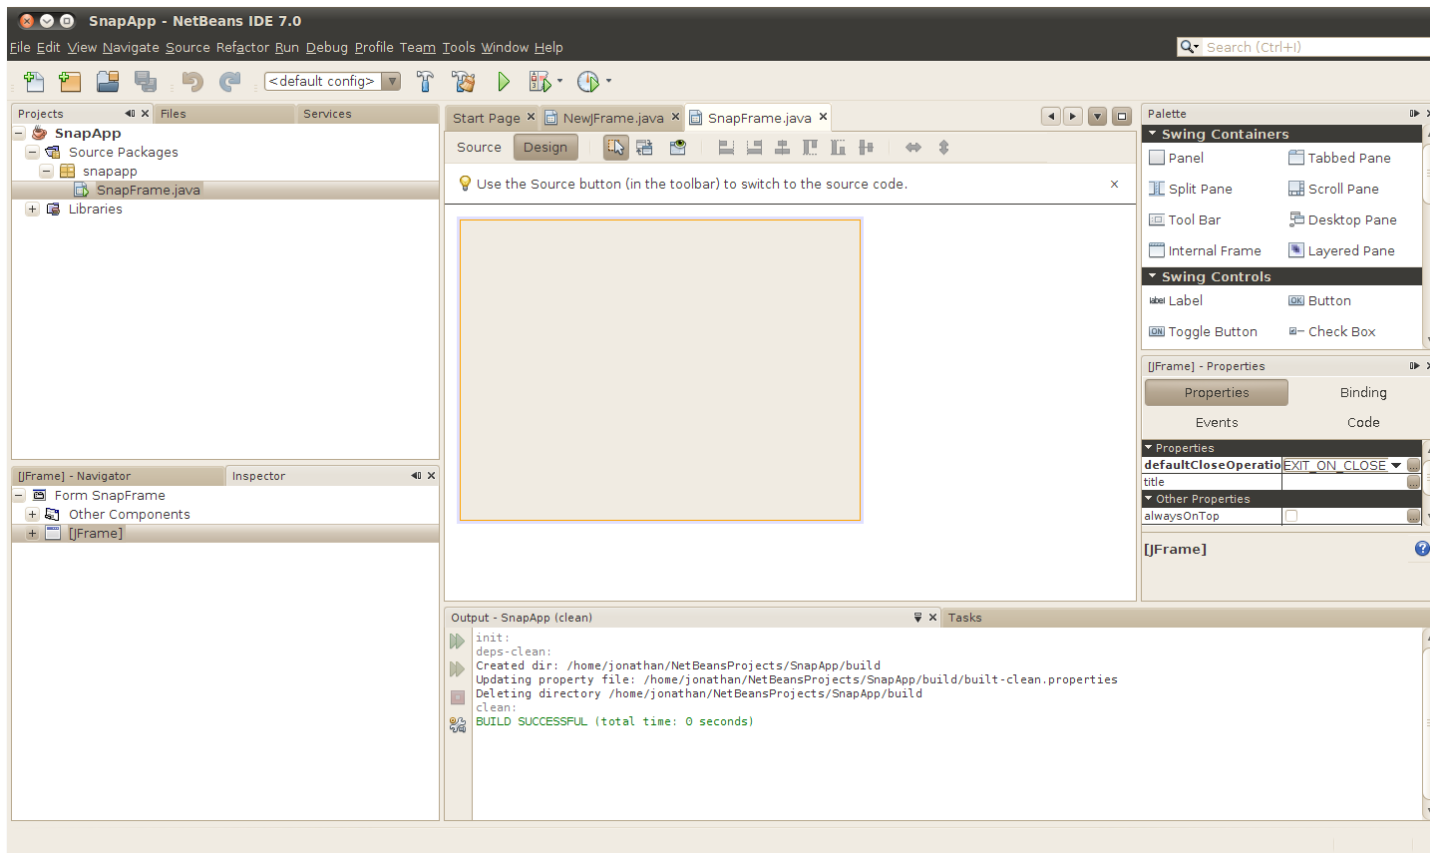 SnapApp - NetBeans IDE 7.0
File Edit View Navigate Source Refactor Run Debug Profile Team Tools Window Help
Search (Ctrl+I)
<default config>
Projects Files Services
SnapApp
Source Packages
snapapp
SnapFrame.java
Libraries
[JFrame] - Navigator Inspector
Form SnapFrame
Other Components
[JFrame]
Start Page NewJFrame.java SnapFrame.java
Source Design
Use the Source button (in the toolbar) to switch to the source code.
Output - SnapApp (clean) Tasks
init:
deps-clean:
Created dir: /home/jonathan/NetBeansProjects/SnapApp/build
Updating property file: /home/jonathan/NetBeansProjects/SnapApp/build/built-clean.properties
Deleting directory /home/jonathan/NetBeansProjects/SnapApp/build
clean:
BUILD SUCCESSFUL (total time: 0 seconds)
Palette
Swing Containers
Panel Tabbed Pane
Split Pane Scroll Pane
Tool Bar Desktop Pane
Internal Frame Layered Pane
Swing Controls
label Label OK Button
ON Toggle Button Check Box
[JFrame] - Properties
Properties Binding
Events Code
Properties
defaultCloseOperatio EXIT_ON_CLOSE ...
title ...
Other Properties
alwaysOnTop ...
[JFrame]